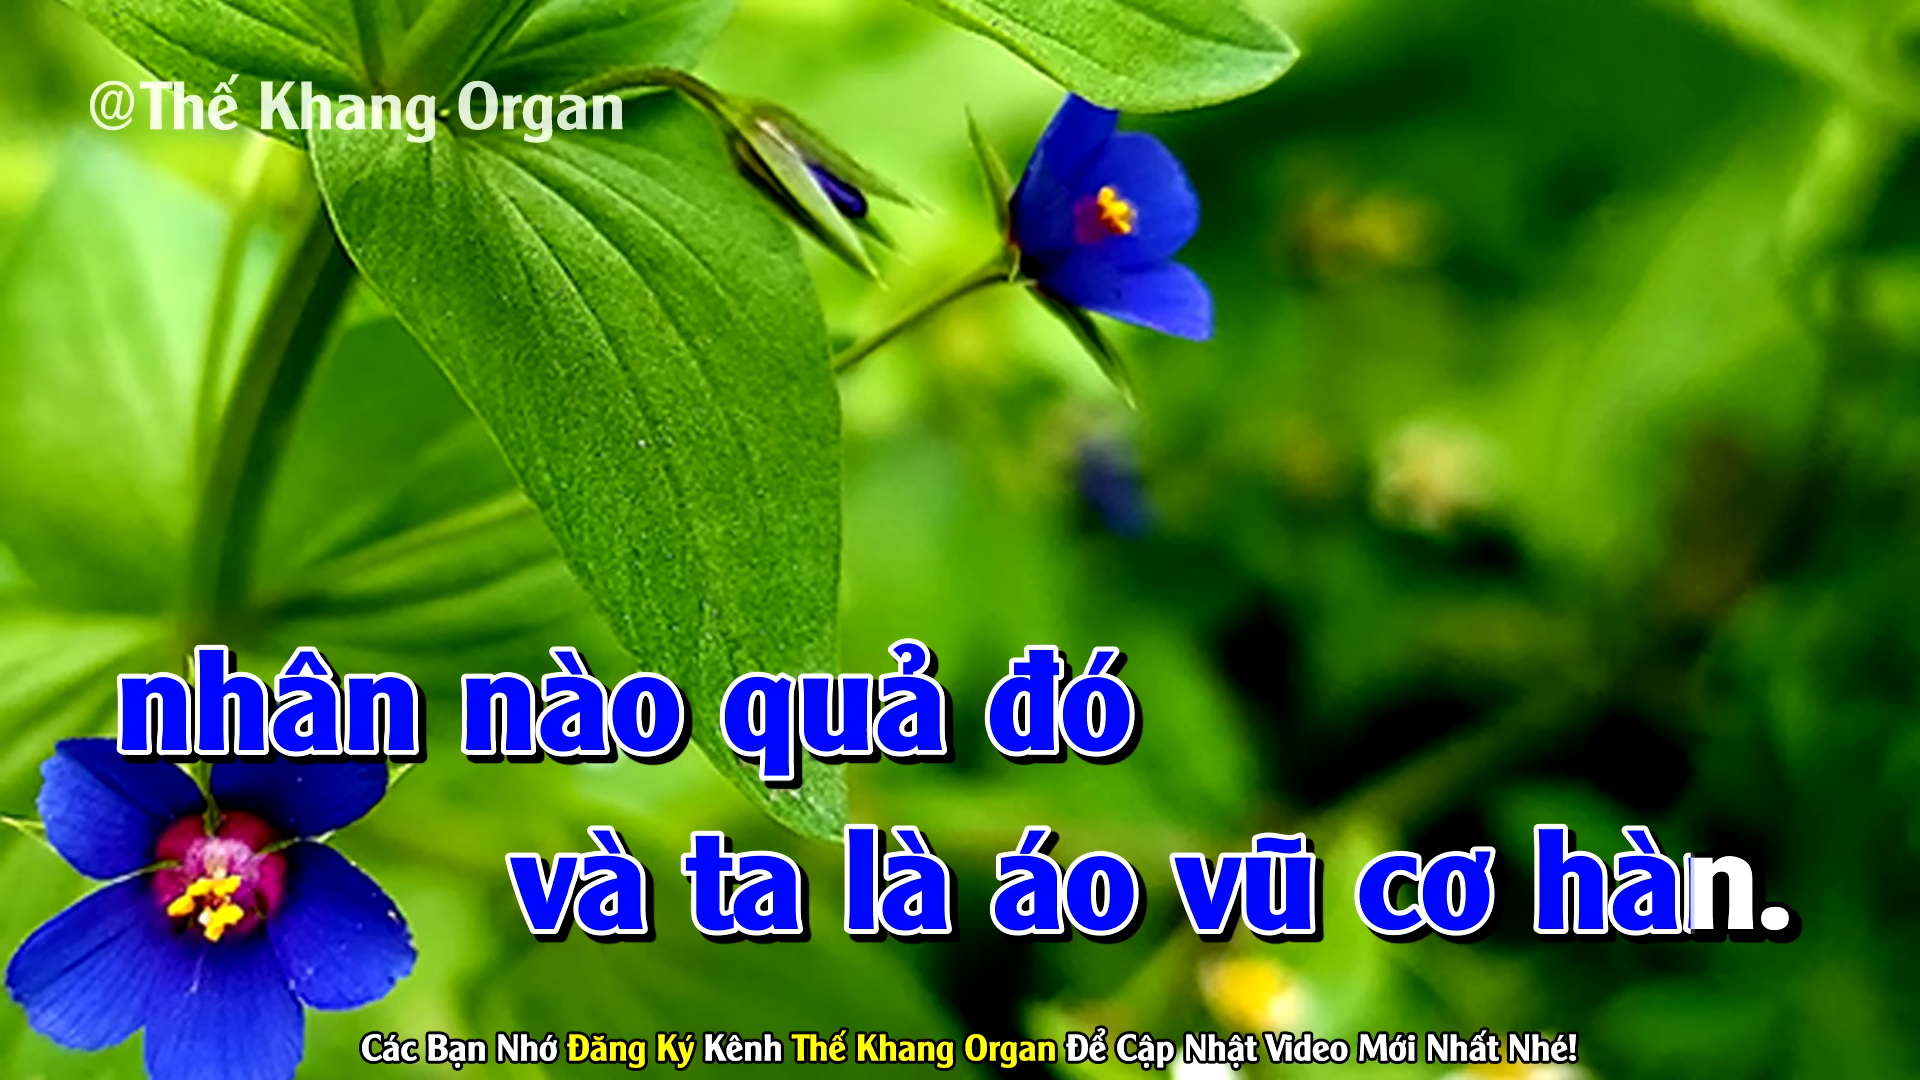 @Thế Khang Organ
nhân nào quả đó
và ta là áo vũ cơ hàn.
Các Bạn Nhớ Đăng Ký Kênh Thế Khang Organ Để Cập Nhật Video Mới Nhất Nhé!